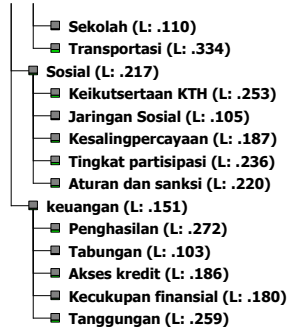 Sekolah (L: .110)
Transportasi (L: .334)
Sosial (L: .217)
Keikutsertaan KTH (L: .253)
Jaringan Sosial (L: .105)
Kesalingpercayaan (L: .187)
Tingkat partisipasi (L: .236)
Aturan dan sanksi (L: .220)
keuangan (L: .151)
Penghasilan (L: .272)
Tabungan (L: .103)
Akses kredit (L: .186)
Kecukupan finansial (L: .180)
Tanggungan (L: .259)